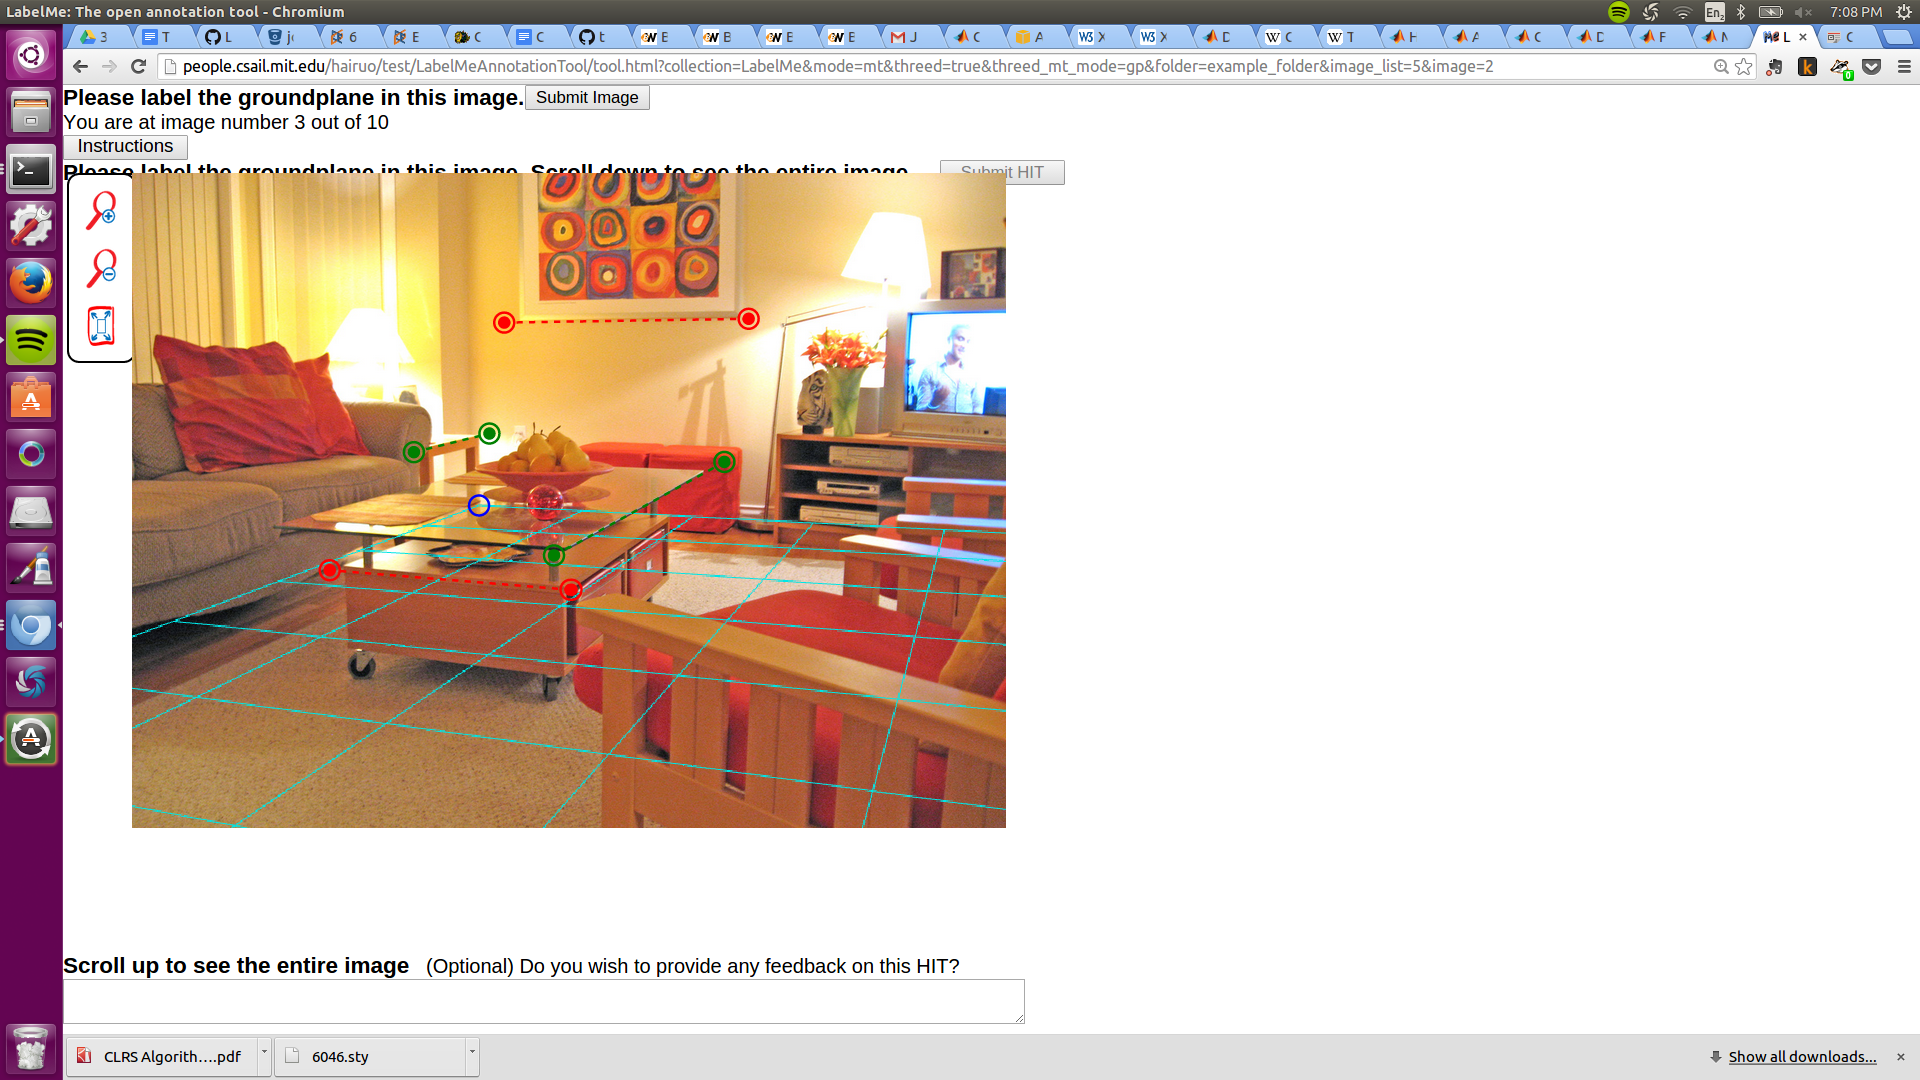 LabelMe: The open annotation tool - Chromium
En2
7:08 PM
3 T L j 6 E C C t E B E E J C A X X D C T H A C D F L C
people.csail.mit.edu/hairuo/test/LabelMeAnnotationTool/tool.html?collection=LabelMe&mode=mt&threed=true&threed_mt_mode=gp&folder=example_folder&image_list=5&image=2
Please label the groundplane in this image. Submit Image
You are at image number 3 out of 10
Instructions
Please label the groundplane in this image. Scroll down to see the entire image. Submit HIT
Scroll up to see the entire image (Optional) Do you wish to provide any feedback on this HIT?
CLRS Algorith....pdf 6046.sty Show all downloads...